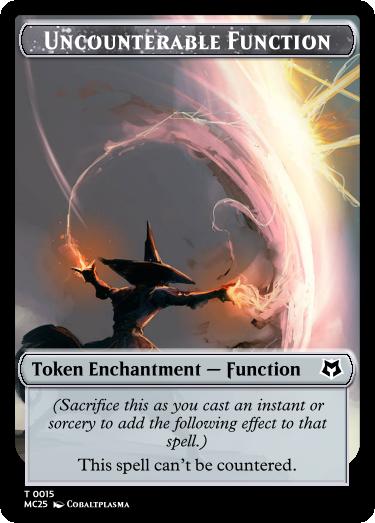 Uncounterable Function
Token Enchantment — Function
(Sacrifice this as you cast an instant or
sorcery to add the following effect to that
spell.)
This spell can't be countered.
T 0015
MC25 Cobaltplasma